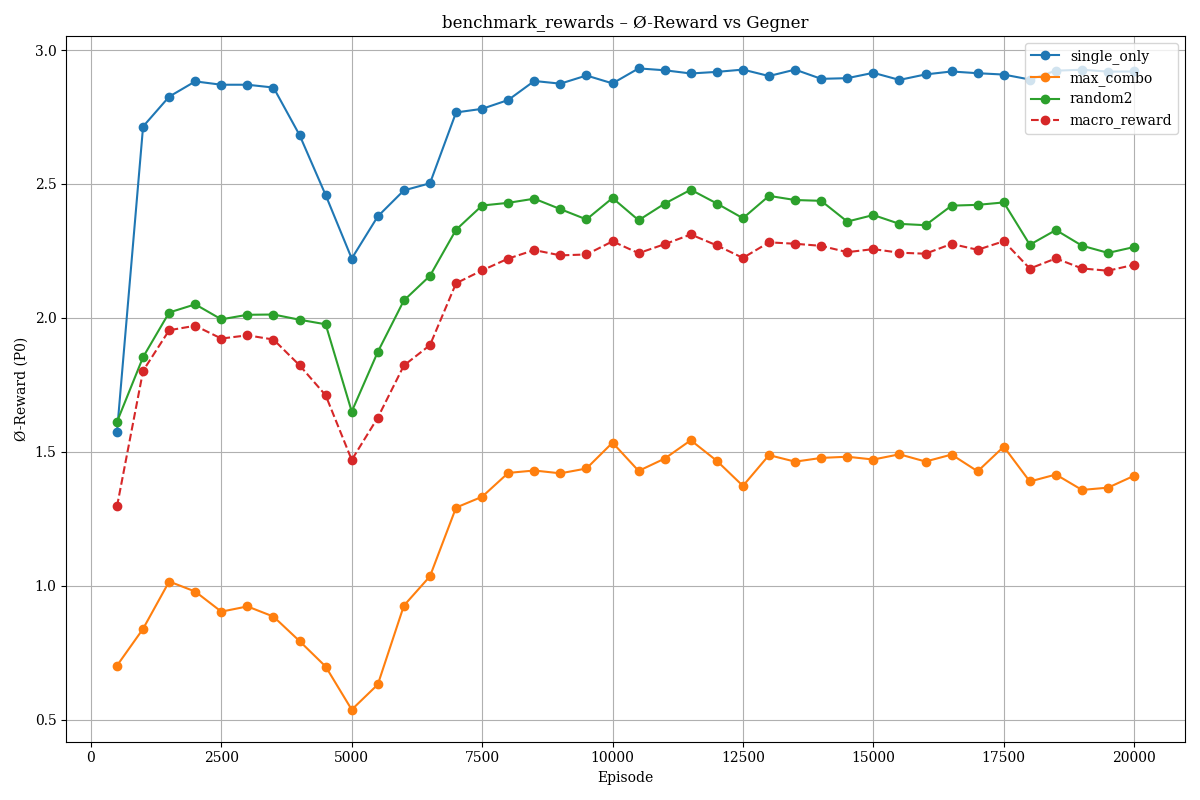 benchmark_rewards – Ø-Reward vs Gegner
3.0
2.5
2.0
1.5
1.0
0.5
Ø-Reward (P0)
single_only
max_combo
random2
macro_reward
0 2500 5000 7500 10000 12500 15000 17500 20000
Episode